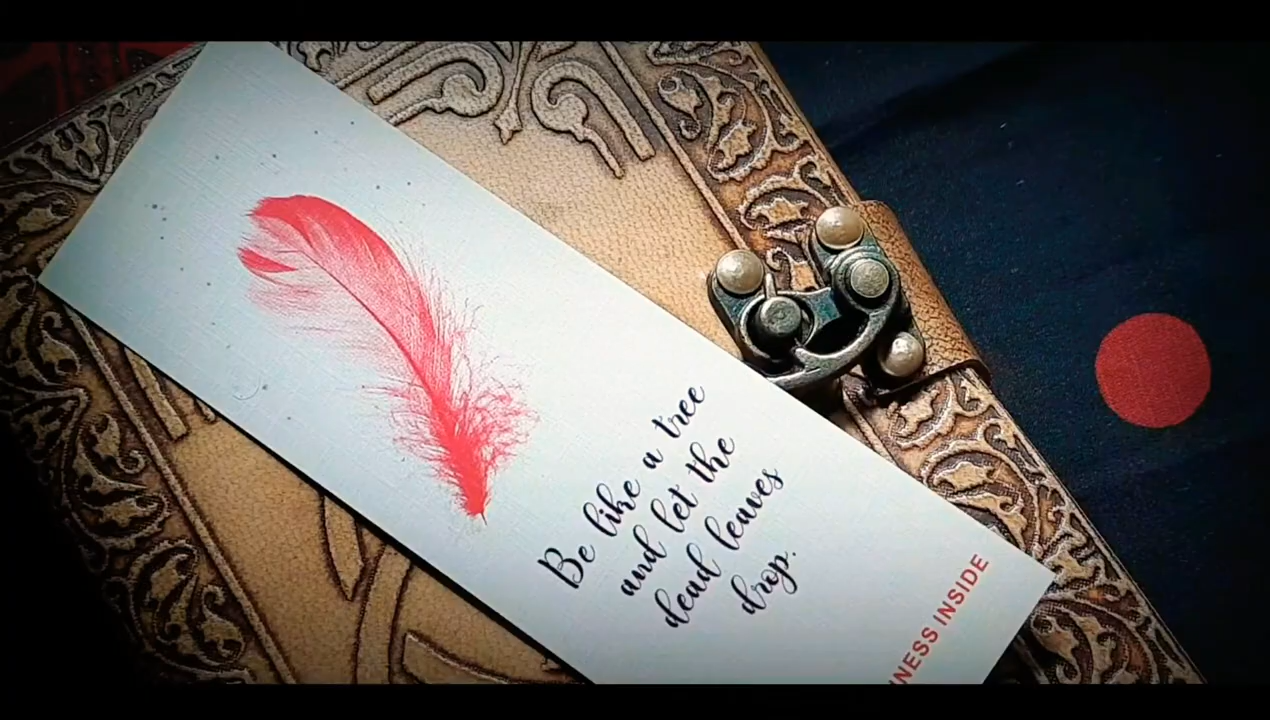 Be like a tree
and let the
dead leaves
drop.
NESS INSIDE